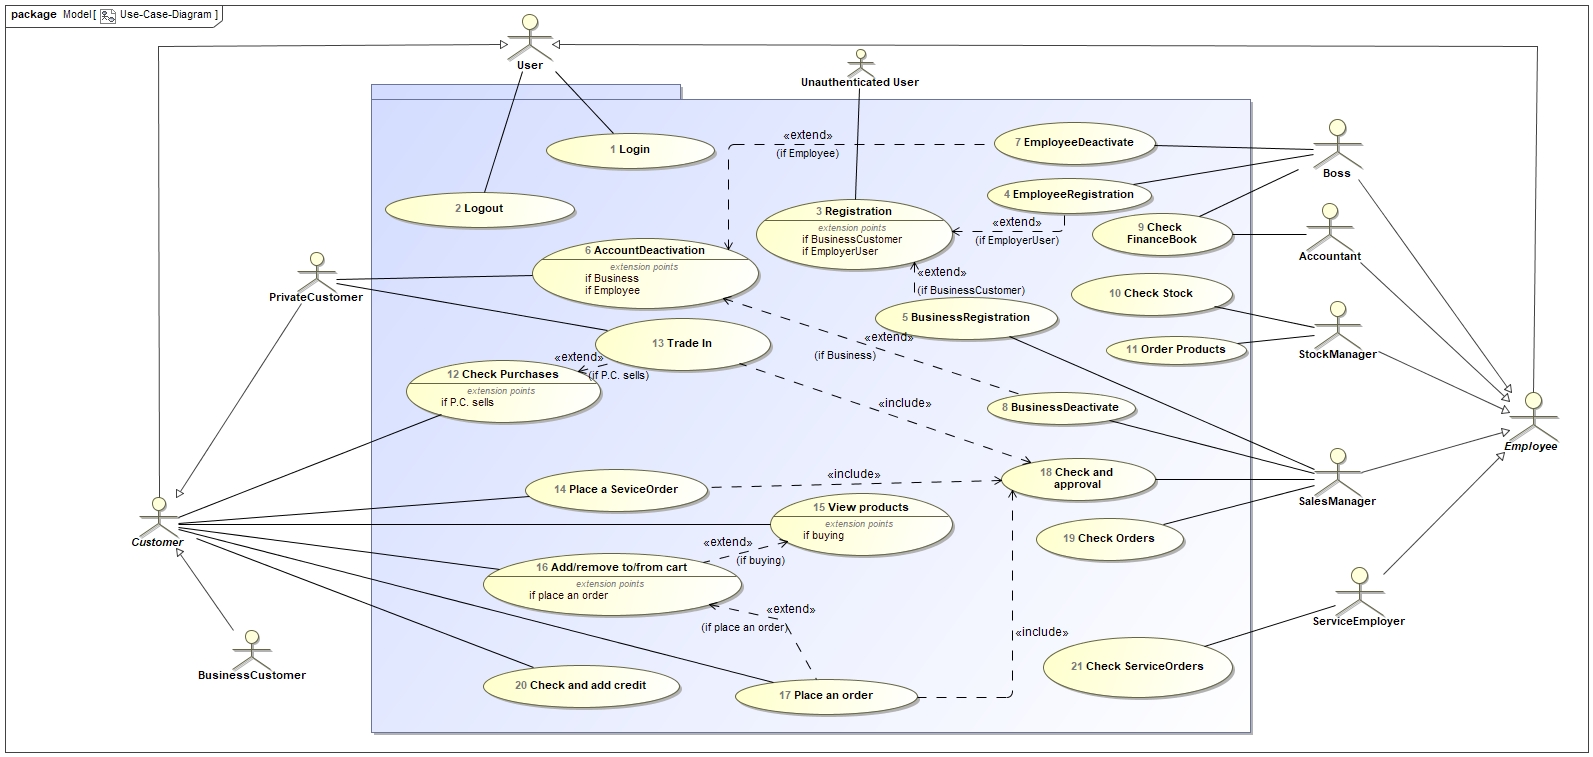 package Model[ Use-Case-Diagram ]
User
Unauthenticated User
1 Login
2 Logout
«extend»
(if Employee)
7 EmployeeDeactivate
Boss
4 EmployeeRegistration
3 Registration
extension points
if BusinessCustomer
if EmployerUser
«extend»
(if EmployerUser)
9 Check
FinanceBook
Accountant
6 AccountDeactivation
extension points
if Business
if Employee
«extend»
(if BusinessCustomer)
PrivateCustomer
10 Check Stock
5 BusinessRegistration
13 Trade In
«extend»
(if Business)
11 Order Products
StockManager
«extend»
(if P.C. sells)
12 Check Purchases
extension points
if P.C. sells
«include»
8 BusinessDeactivate
Employee
18 Check and
approval
SalesManager
14 Place a SeviceOrder
«include»
15 View products
extension points
if buying
Customer
19 Check Orders
«extend»
(if buying)
16 Add/remove to/from cart
extension points
if place an order
«extend»
(if place an order)
«include»
ServiceEmployer
BusinessCustomer
21 Check ServiceOrders
20 Check and add credit
17 Place an order